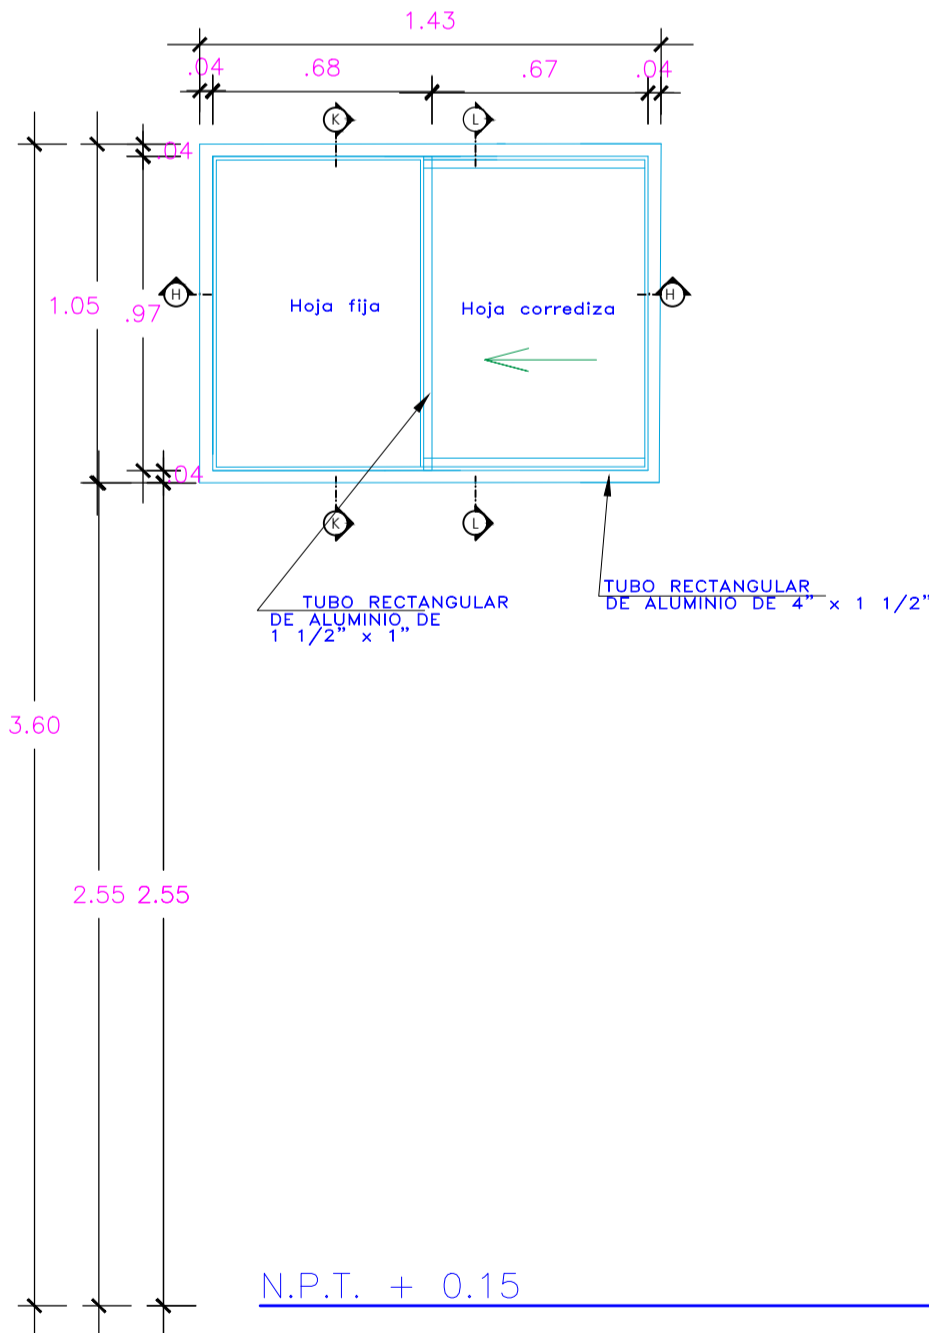 1.43
.04
.68
.67
.04
K
L
.04
1.05
.97
H
H
Hoja fija
Hoja corrediza
.04
K
L
TUBO RECTANGULAR
DE ALUMINIO DE
1 1/2” x 1”
TUBO RECTANGULAR
DE ALUMINIO DE 4” x 1 1/2”
3.60
2.55
2.55
N.P.T. + 0.15